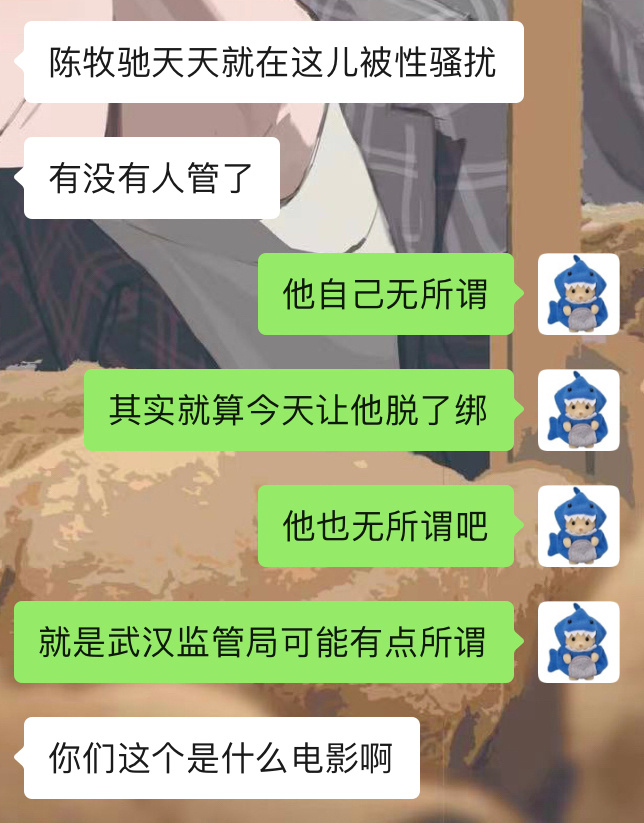 陈牧驰天天就在这儿被性骚扰
有没有人管了
他自己无所谓
其实就算今天让他脱了绑
他也无所谓吧
就是武汉监管局可能有点所谓
你们这个是什么电影啊